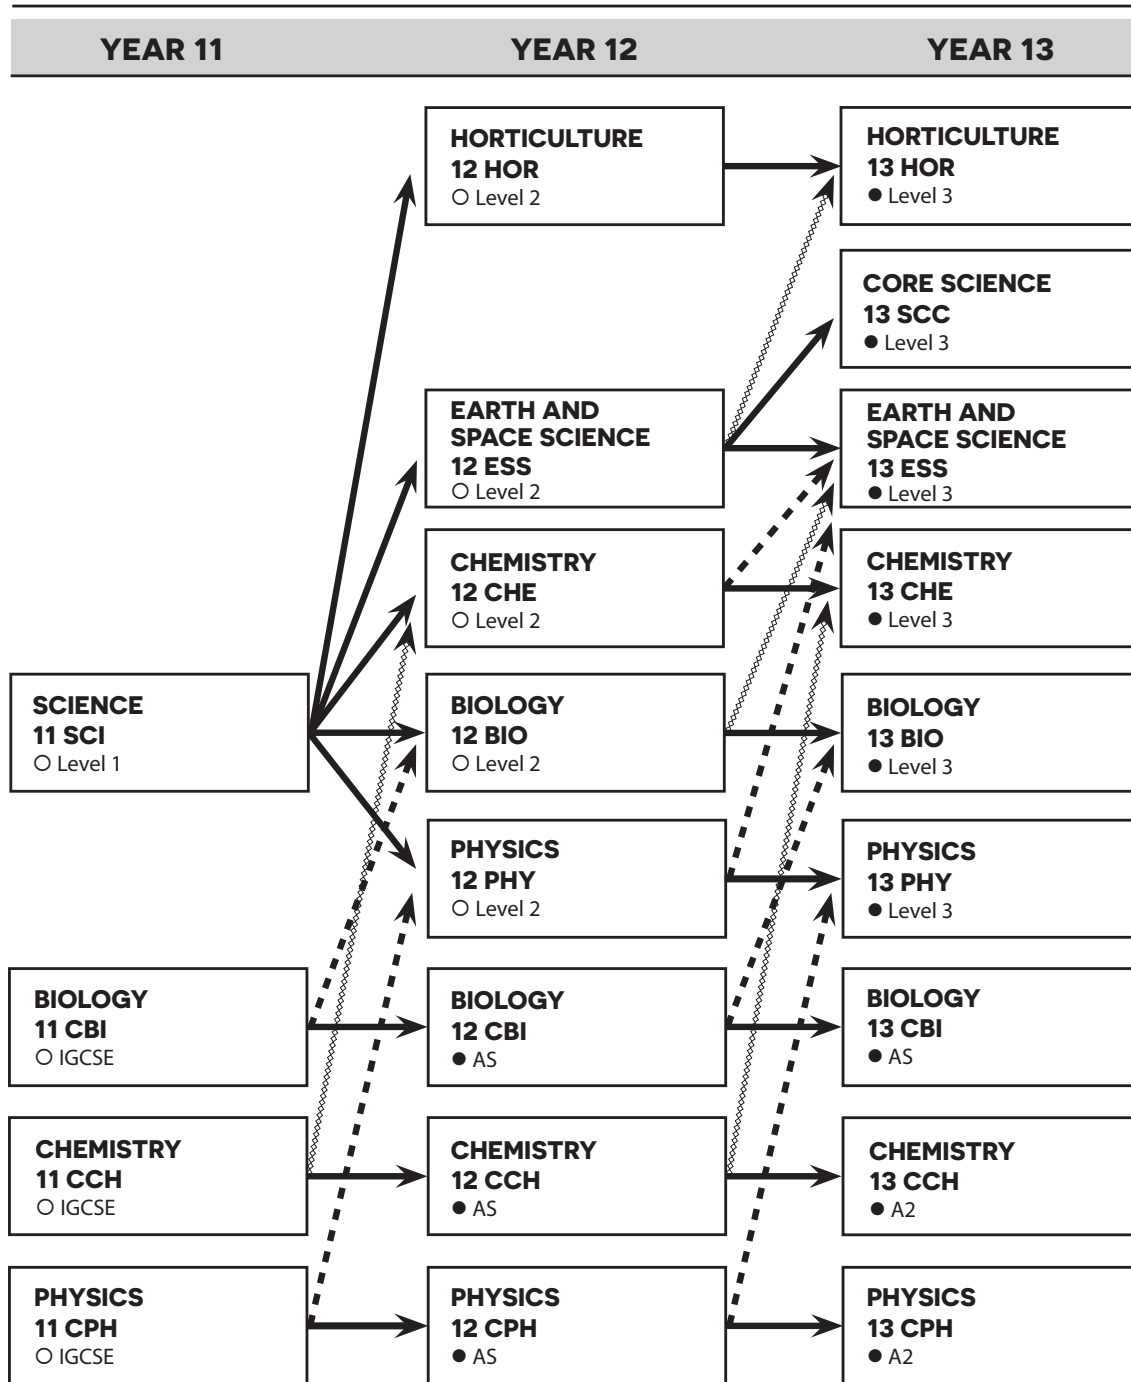 YEAR 11
YEAR 12
YEAR 13
HORTICULTURE
12 HOR
○ Level 2
HORTICULTURE
13 HOR
● Level 3
CORE SCIENCE
13 SCC
● Level 3
EARTH AND
SPACE SCIENCE
12 ESS
○ Level 2
EARTH AND
SPACE SCIENCE
13 ESS
● Level 3
CHEMISTRY
12 CHE
○ Level 2
CHEMISTRY
13 CHE
● Level 3
SCIENCE
11 SCI
○ Level 1
BIOLOGY
12 BIO
○ Level 2
BIOLOGY
13 BIO
● Level 3
PHYSICS
12 PHY
○ Level 2
PHYSICS
13 PHY
● Level 3
BIOLOGY
11 CBI
○ IGCSE
BIOLOGY
12 CBI
● AS
BIOLOGY
13 CBI
● AS
CHEMISTRY
11 CCH
○ IGCSE
CHEMISTRY
12 CCH
● AS
CHEMISTRY
13 CCH
● A2
PHYSICS
11 CPH
○ IGCSE
PHYSICS
12 CPH
● AS
PHYSICS
13 CPH
● A2